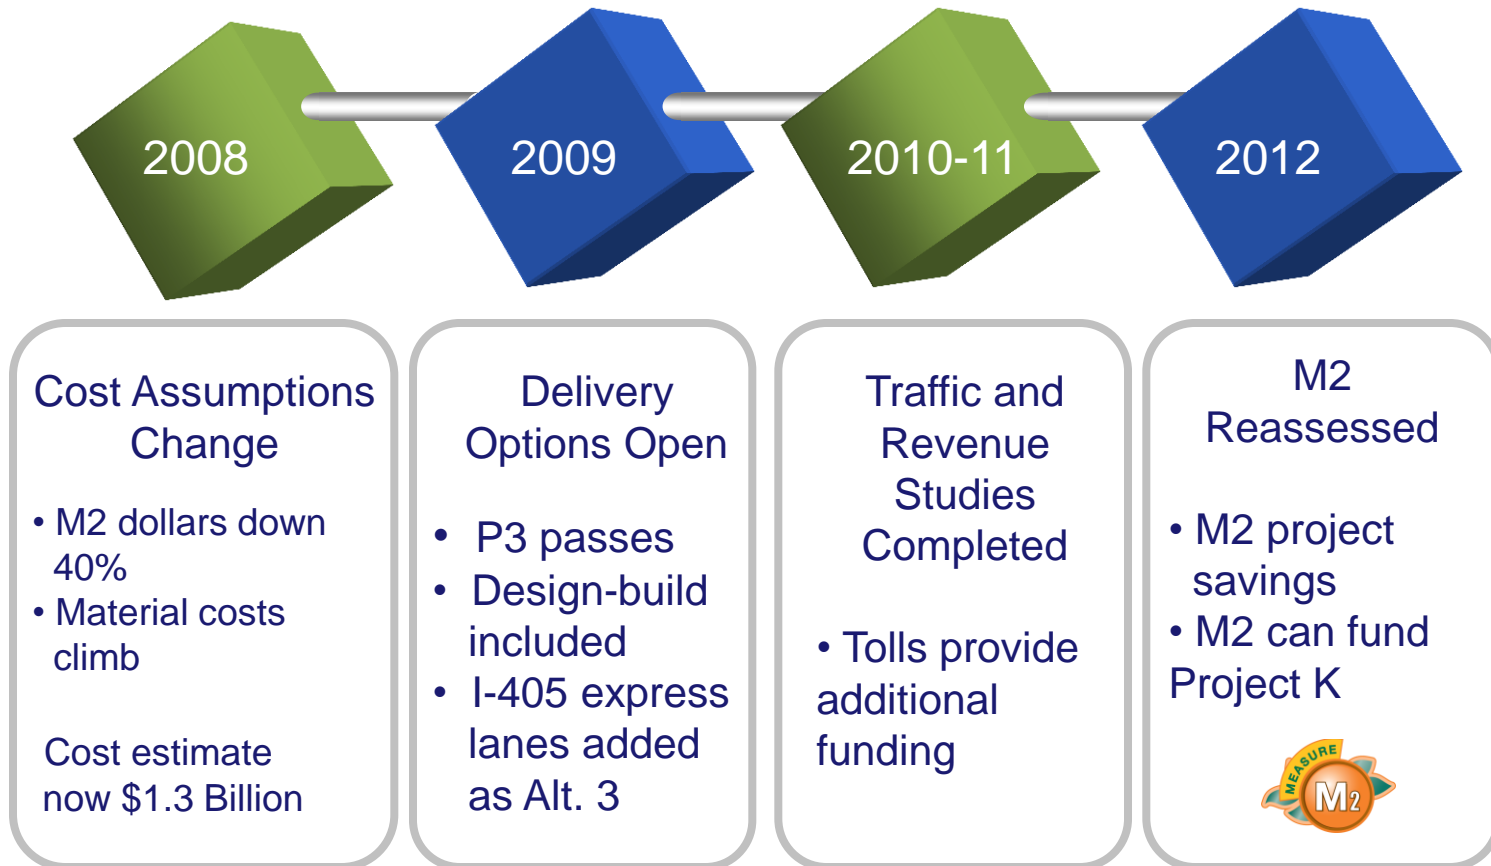 2008
2009
2010-11
2012
Cost Assumptions
Change
• M2 dollars down
40%
• Material costs
climb
Cost estimate
now $1.3 Billion
Delivery
Options Open
• P3 passes
• Design-build
included
• I-405 express
lanes added
as Alt. 3
Traffic and
Revenue
Studies
Completed
• Tolls provide
additional
funding
M2
Reassessed
• M2 project
savings
• M2 can fund
Project K
MEASURE
M2